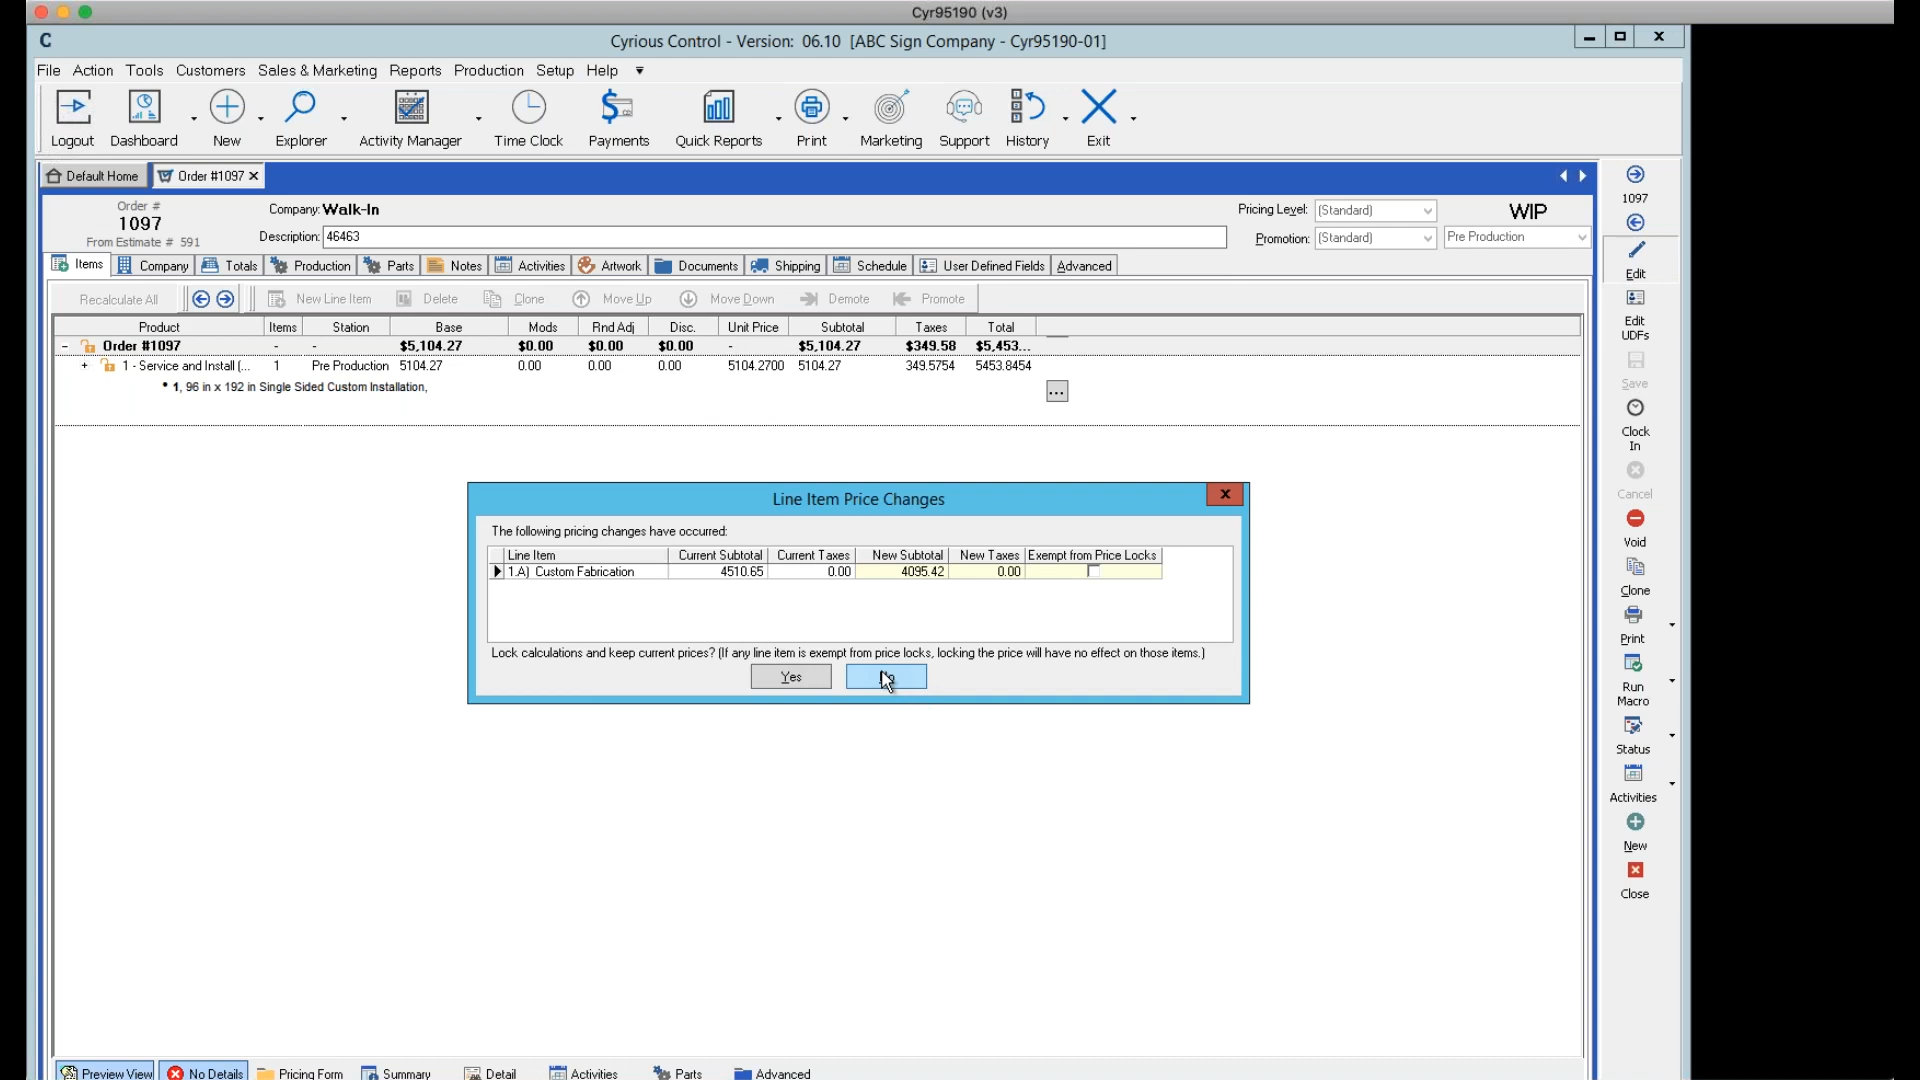 Cyr95190 (v3)
C
Cyrious Control - Version: 06.10 [ABC Sign Company - Cyr95190-01]
File Action Tools Customers Sales & Marketing Reports Production Setup Help
Logout Dashboard New Explorer Activity Manager Time Clock Payments Quick Reports Print Marketing Support History Exit
Default Home Order #1097
Order #
1097
From Estimate # 591
Company: Walk-In
Description: 46463
Pricing Level: (Standard)
Promotion: (Standard)
WIP
Pre Production
Items Company Totals Production Parts Notes Activities Artwork Documents Shipping Schedule User Defined Fields Advanced
Recalculate All New Line Item Delete Clone Move Up Move Down Demote Promote
Product Items Station Base Mods Rnd Adj Disc. Unit Price Subtotal Taxes Total
- Order #1097 - - $5,104.27 $0.00 $0.00 $0.00 - $5,104.27 $349.58 $5,453...
+ 1 - Service and Install (... 1 Pre Production 5104.27 0.00 0.00 0.00 5104.2700 5104.27 349.5754 5453.8454
* 1, 96 in x 192 in Single Sided Custom Installation,
...
Line Item Price Changes
The following pricing changes have occurred:
Line Item Current Subtotal Current Taxes New Subtotal New Taxes Exempt from Price Locks
1.A) Custom Fabrication 4510.65 0.00 4095.42 0.00
Lock calculations and keep current prices? (If any line item is exempt from price locks, locking the price will have no effect on those items.)
Yes
1097
Edit
Edit
UDFs
Save
Clock
In
Cancel
Void
Clone
Print
Run
Macro
Status
Activities
New
Close
Preview View No Details Pricing Form Summary Detail Activities Parts Advanced